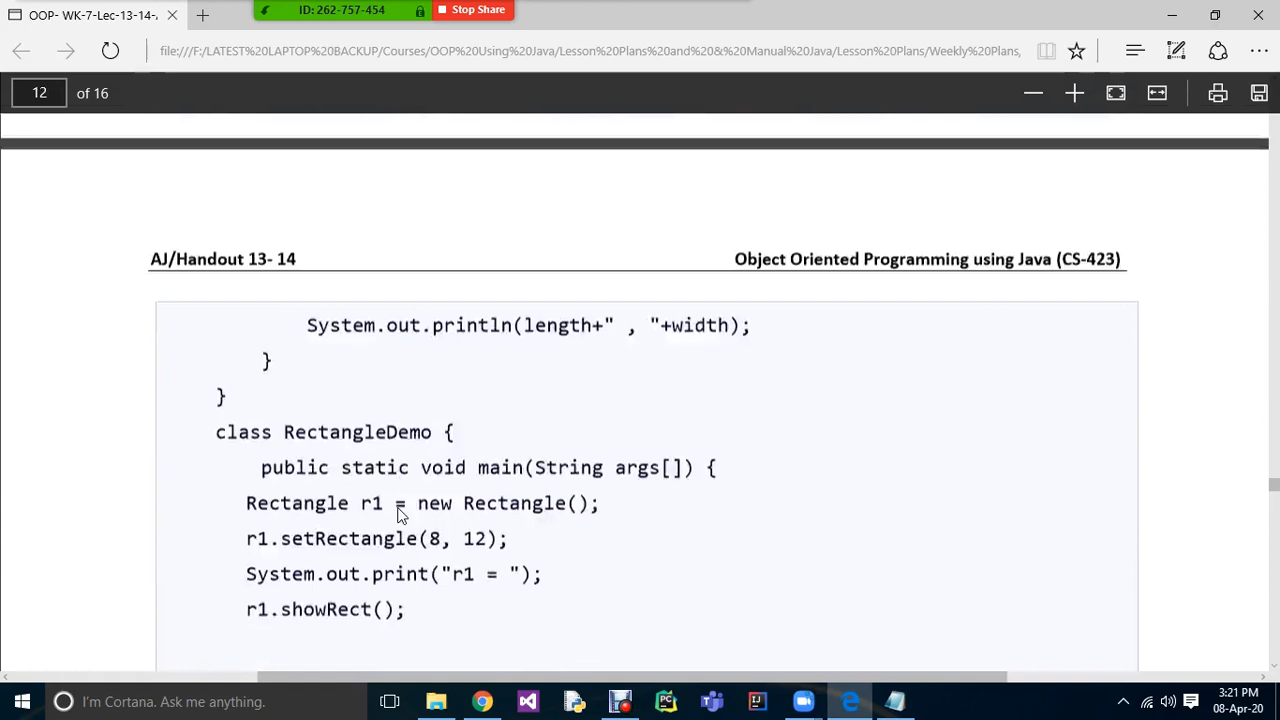 OOP- WK-7-Lec-13-14-
ID: 262-757-454
Stop Share
file:///F:/LATEST%20LAPTOP%20BACKUP/Courses/OOP%20Using%20Java/Lesson%20Plans%20and%20&%20Manual%20Java/Lesson%20Plans/Weekly%20Plans,
12 of 16
AJ/Handout 13- 14 Object Oriented Programming using Java (CS-423)
System.out.println(length+" , "+width);
}
}
class RectangleDemo {
public static void main(String args[]) {
Rectangle r1 = new Rectangle();
r1.setRectangle(8, 12);
System.out.print("r1 = ");
r1.showRect();
I'm Cortana. Ask me anything.
3:21 PM
08-Apr-20